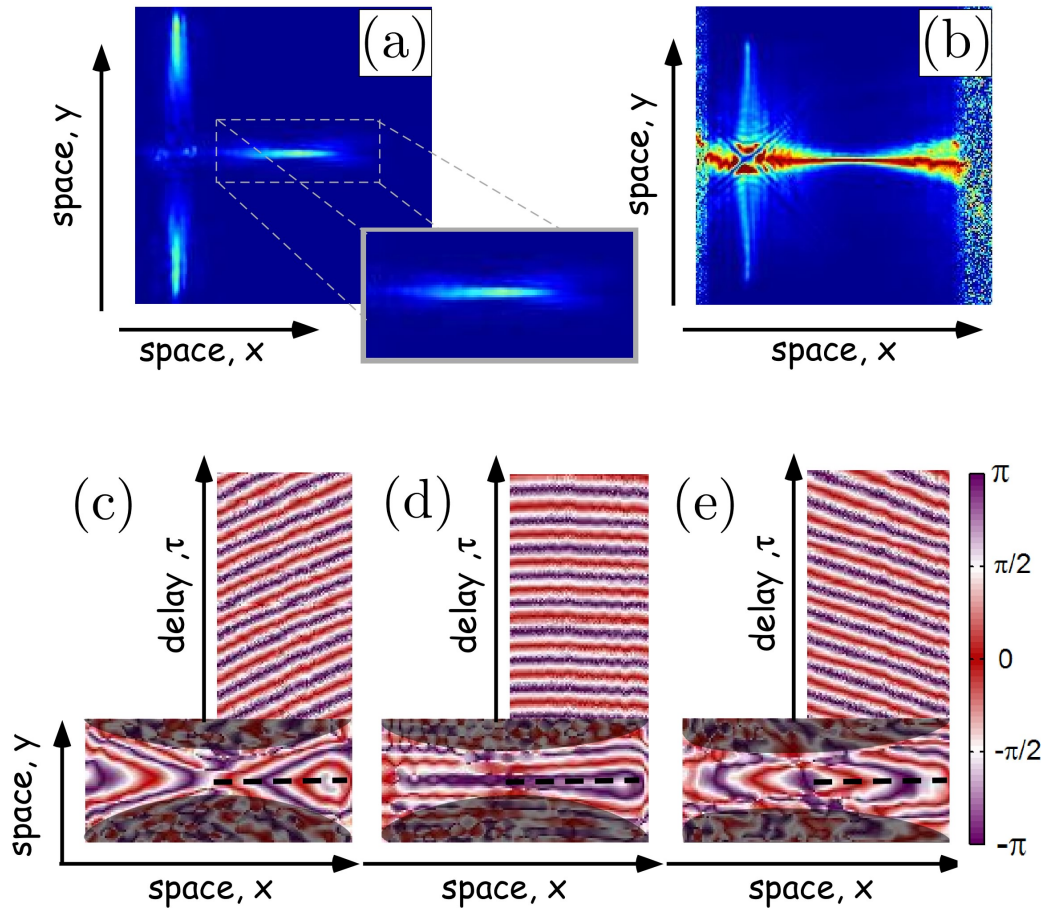 (a)
(b)
space, y
space, y
space, x
space, x
(c)
(d)
(e)
delay ,τ
delay ,τ
delay ,τ
π
π/2
0
-π/2
-π
space, y
space, x
space, x
space, x